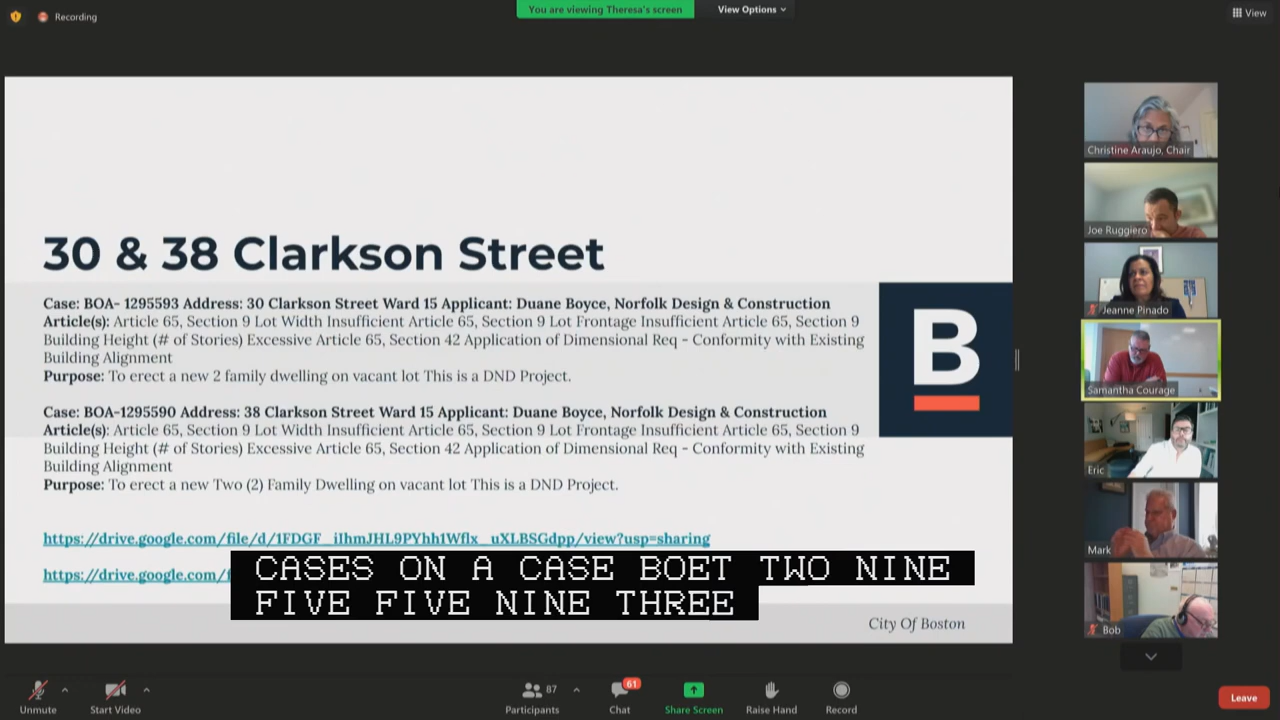 Recording
You are viewing Theresa's screen
View Options
View
30 & 38 Clarkson Street
Case: BOA- 1295593 Address: 30 Clarkson Street Ward 15 Applicant: Duane Boyce, Norfolk Design & Construction
Article(s): Article 65, Section 9 Lot Width Insufficient Article 65, Section 9 Lot Frontage Insufficient Article 65, Section 9
Building Height (# of Stories) Excessive Article 65, Section 42 Application of Dimensional Req - Conformity with Existing
Building Alignment
Purpose: To erect a new 2 family dwelling on vacant lot This is a DND Project.
Case: BOA-1295590 Address: 38 Clarkson Street Ward 15 Applicant: Duane Boyce, Norfolk Design & Construction
Article(s): Article 65, Section 9 Lot Width Insufficient Article 65, Section 9 Lot Frontage Insufficient Article 65, Section 9
Building Height (# of Stories) Excessive Article 65, Section 42 Application of Dimensional Req - Conformity with Existing
Building Alignment
Purpose: To erect a new Two (2) Family Dwelling on vacant lot This is a DND Project.
B
https://drive.google.com/
https://drive.google.com/
CASES ON A CASE BOET TWO NINE
FIVE FIVE NINE THREE
City Of Boston
Christine Araujo, Chair
Joe Ruggiero
Jeanne Pinado
Samantha Courage
Eric
Mark
Bob
Unmute
Start Video
87
Participants
61
Chat
Share Screen
Raise Hand
Record
Leave